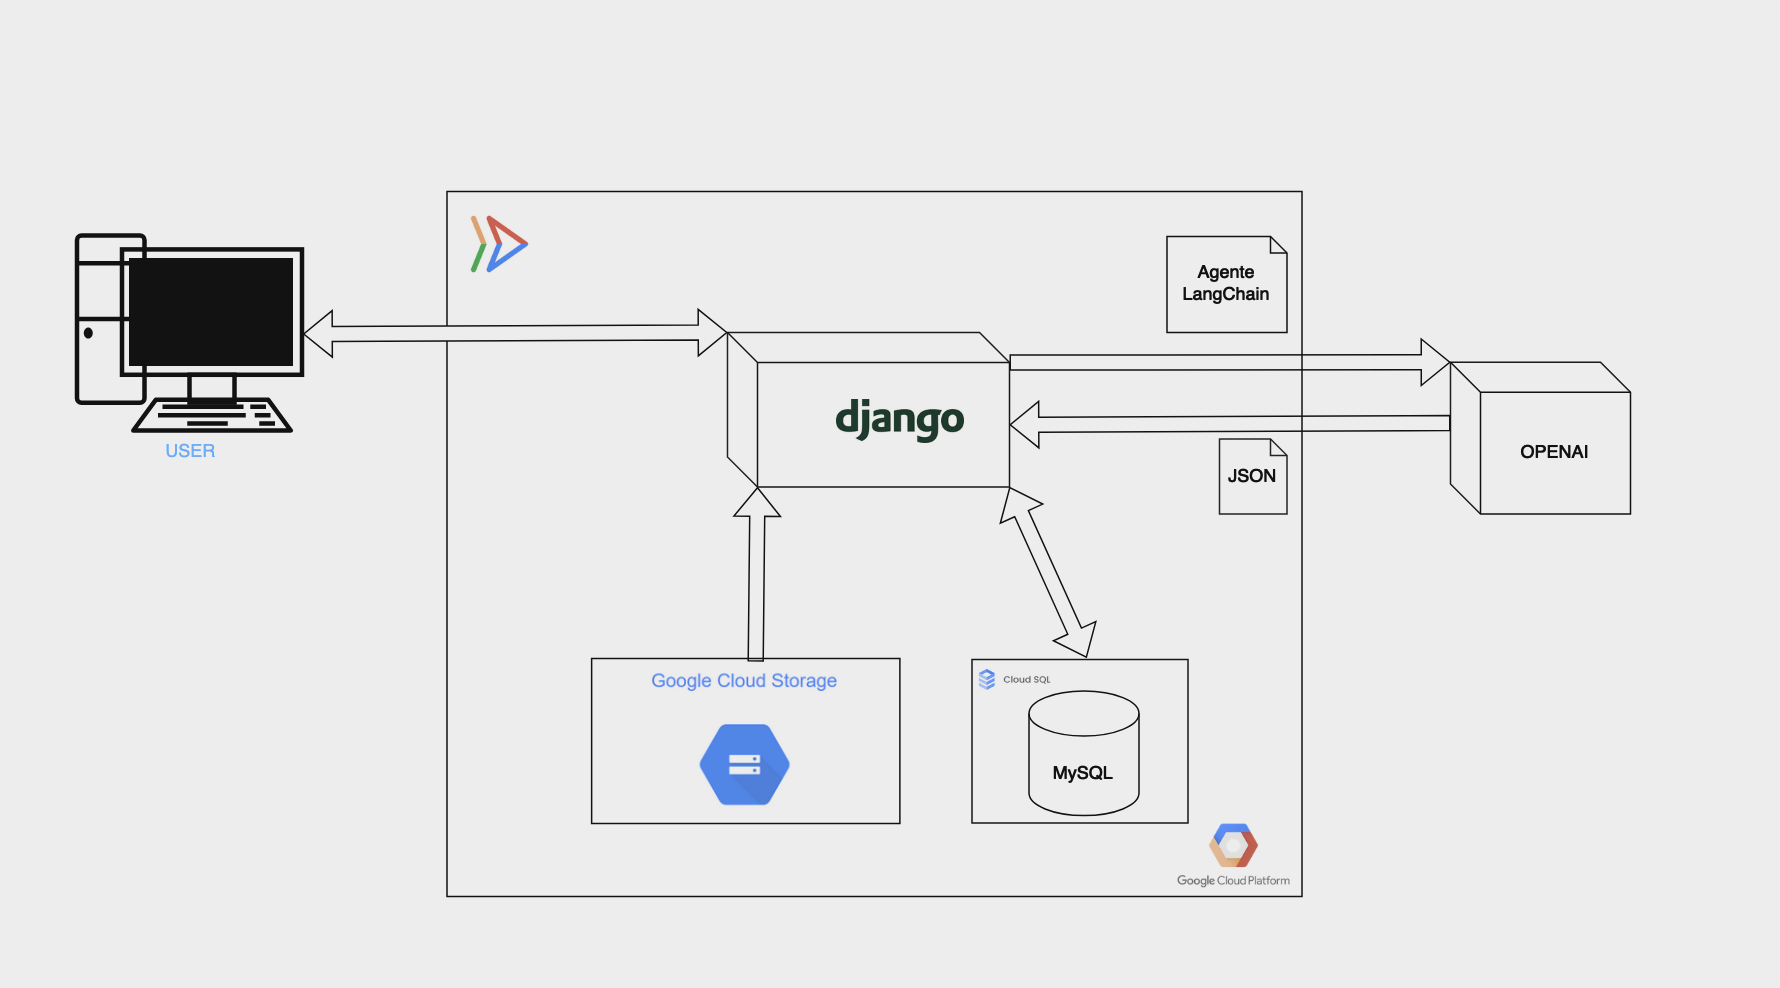 Agente
LangChain
django
USER
OPENAI
JSON
Google Cloud Storage
Cloud SQL
MySQL
Google Cloud Platform